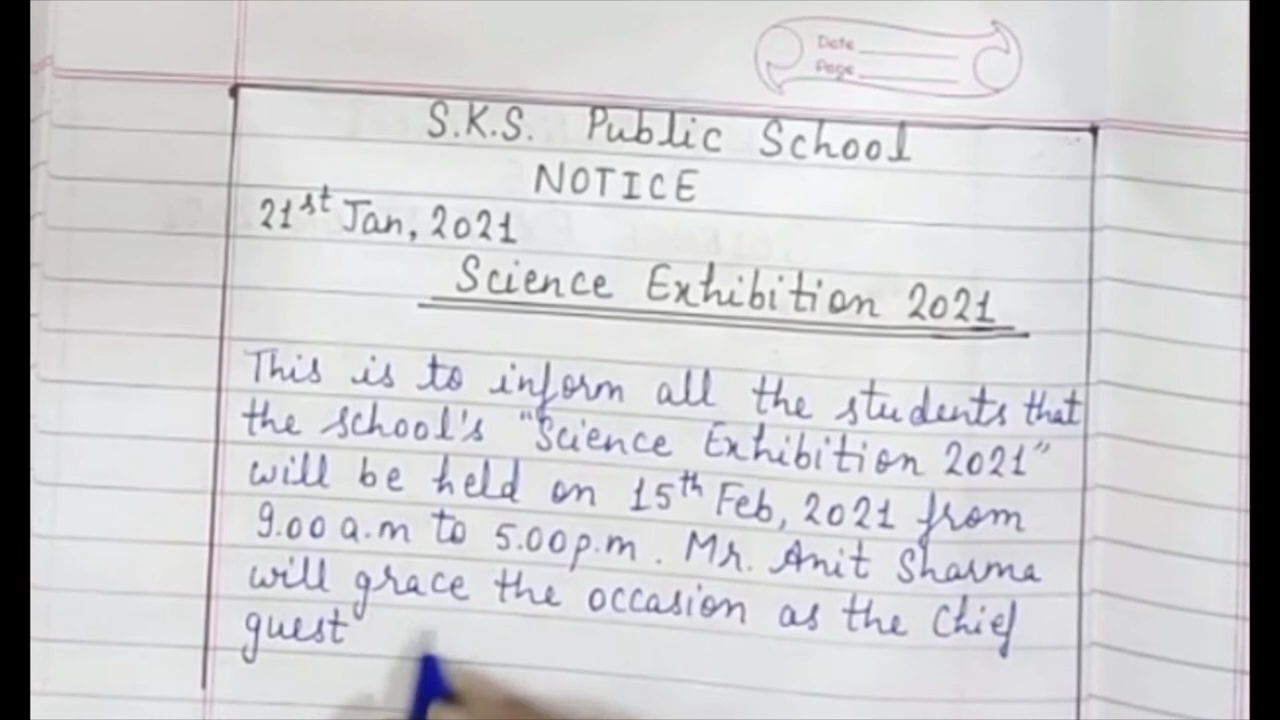 Date
Page
S.K.S. Public School
NOTICE
21st Jan, 2021
Science Exhibition 2021
This is to inform all the students that
the school's "Science Exhibition 2021"
will be held on 15th Feb, 2021 from
9.00 a.m to 5.00p.m. Mr. Anit Sharma
will grace the occasion as the Chief
guest